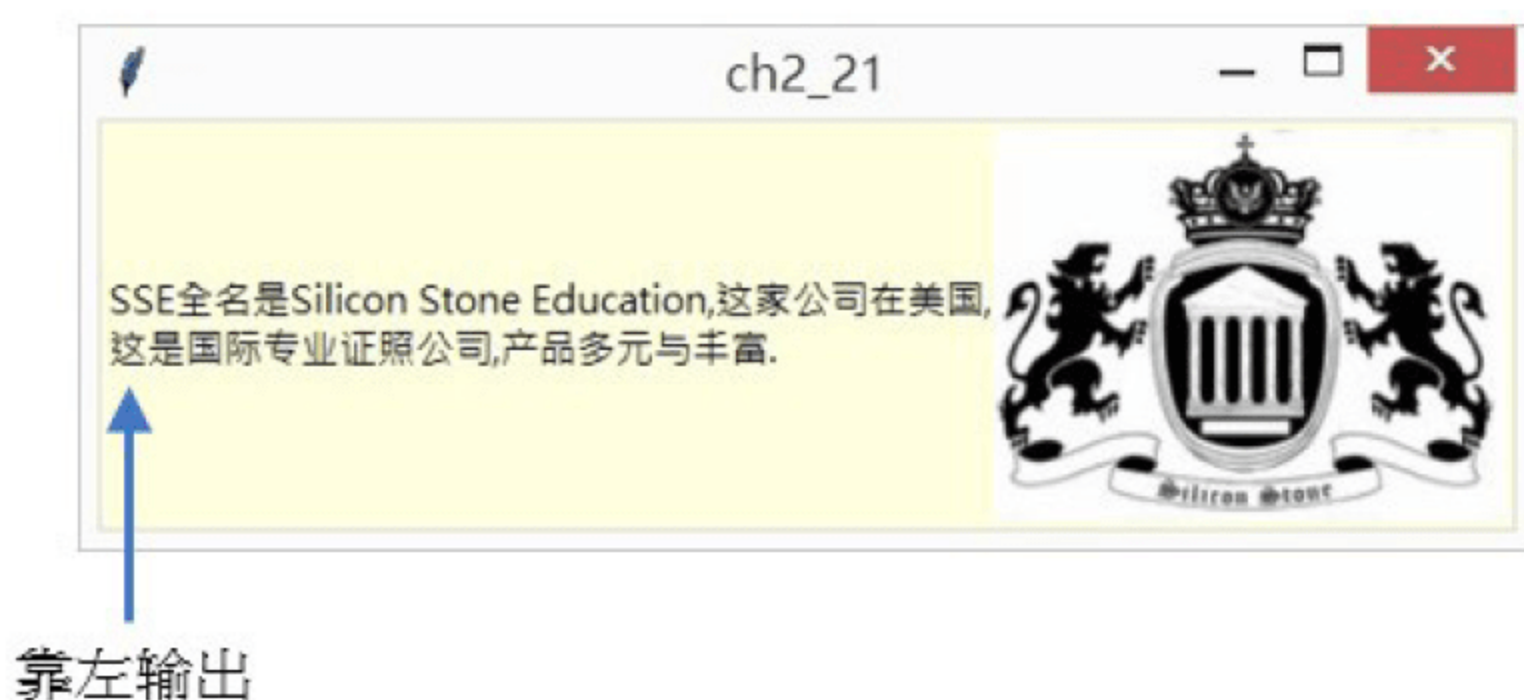 ch2_21
SSE全名是Silicon Stone Education,这家公司在美国,
这是国际专业证照公司,产品多元与丰富.
Silicon Stone
靠左输出